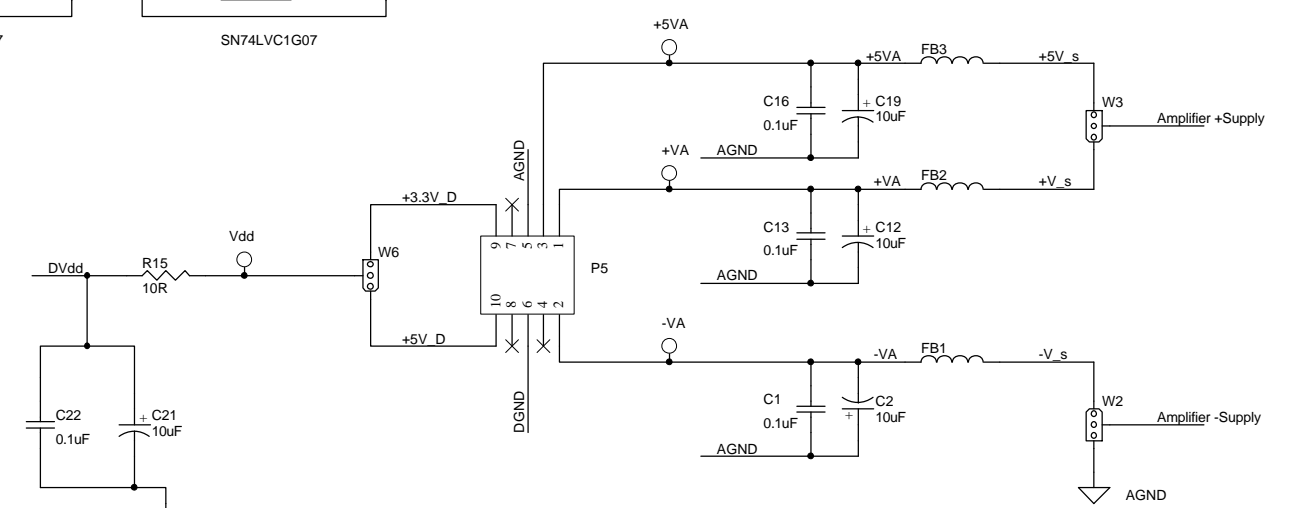 7
SN74LVC1G07
+5VA
+5VA FB3 +5V_s
C16 0.1uF
+ C19 10uF
W3
Amplifier +Supply
AGND
AGND
+VA
+VA FB2 +V_s
+3.3V_D
C13 0.1uF
+ C12 10uF
Vdd
W6
9 7 5 3 1
P5
DVdd
R15 10R
AGND
10 8 6 4 2
-VA
+5V_D
-VA FB1 -V_s
DGND
C1 0.1uF
C2 10uF +
W2
Amplifier -Supply
C22 0.1uF
+ C21 10uF
AGND
AGND